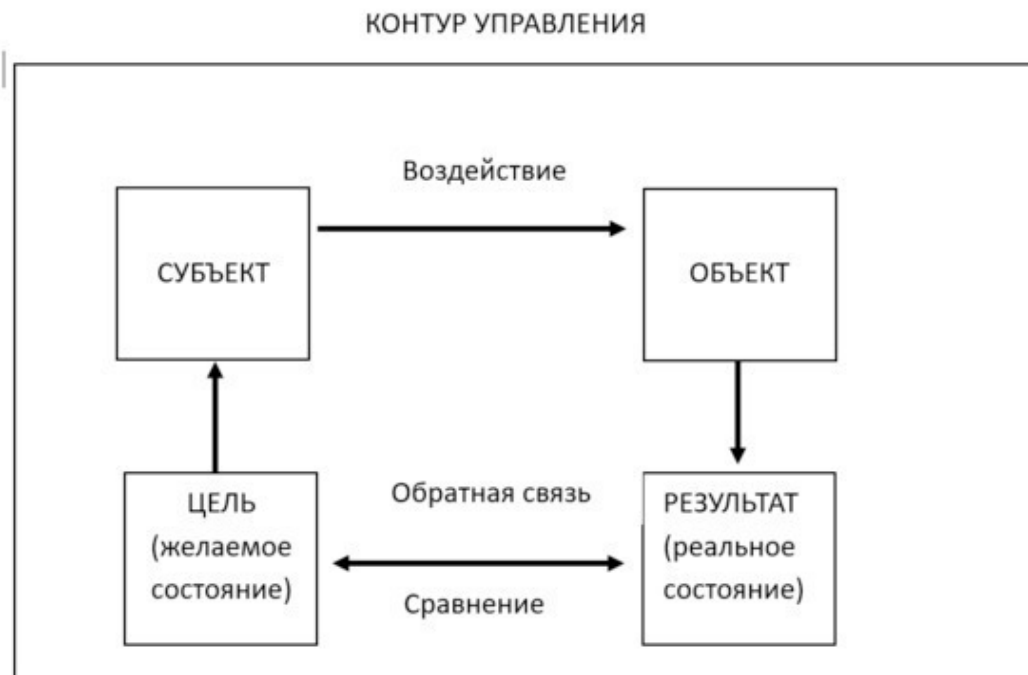 КОНТУР УПРАВЛЕНИЯ
Воздействие
СУБЪЕКТ
ОБЪЕКТ
ЦЕЛЬ
(желаемое
состояние)
Обратная связь
Сравнение
РЕЗУЛЬТАТ
(реальное
состояние)